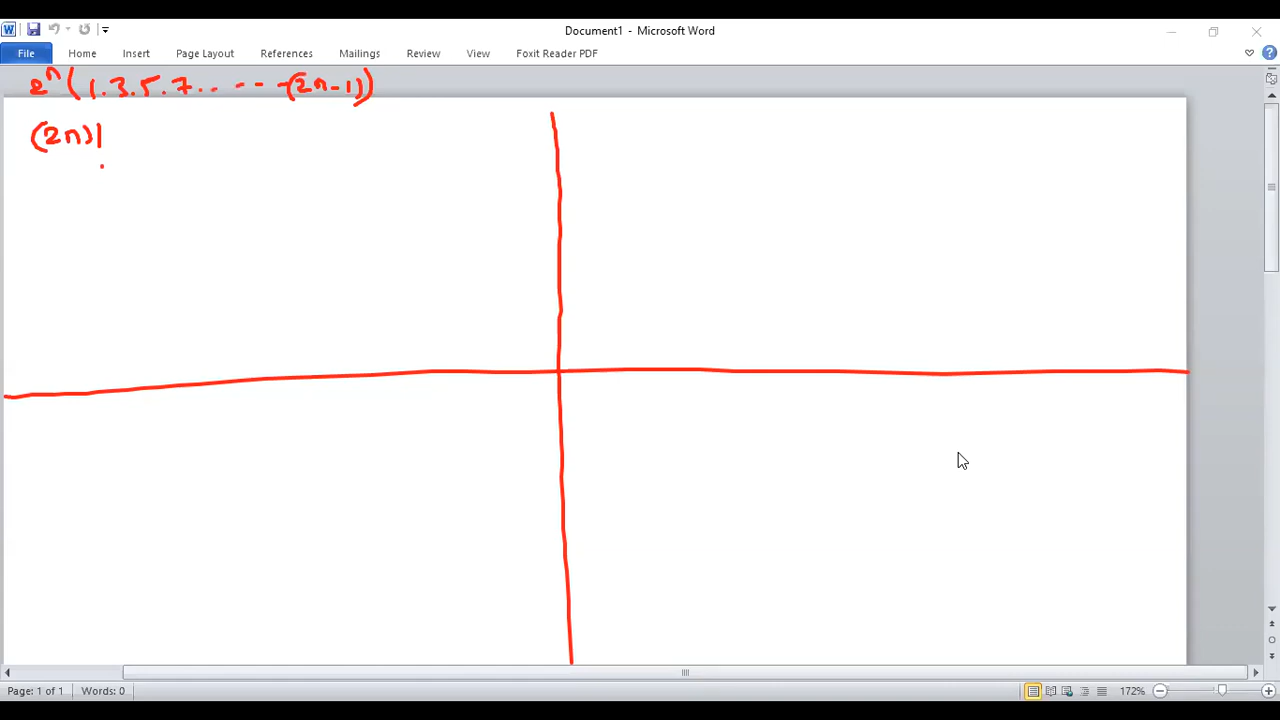 Document1 - Microsoft Word
File Home Insert Page Layout References Mailings Review View Foxit Reader PDF
2ⁿ (1.3.5.7.. -- -(2n-1))
(2n)!
Page: 1 of 1 Words: 0 172%